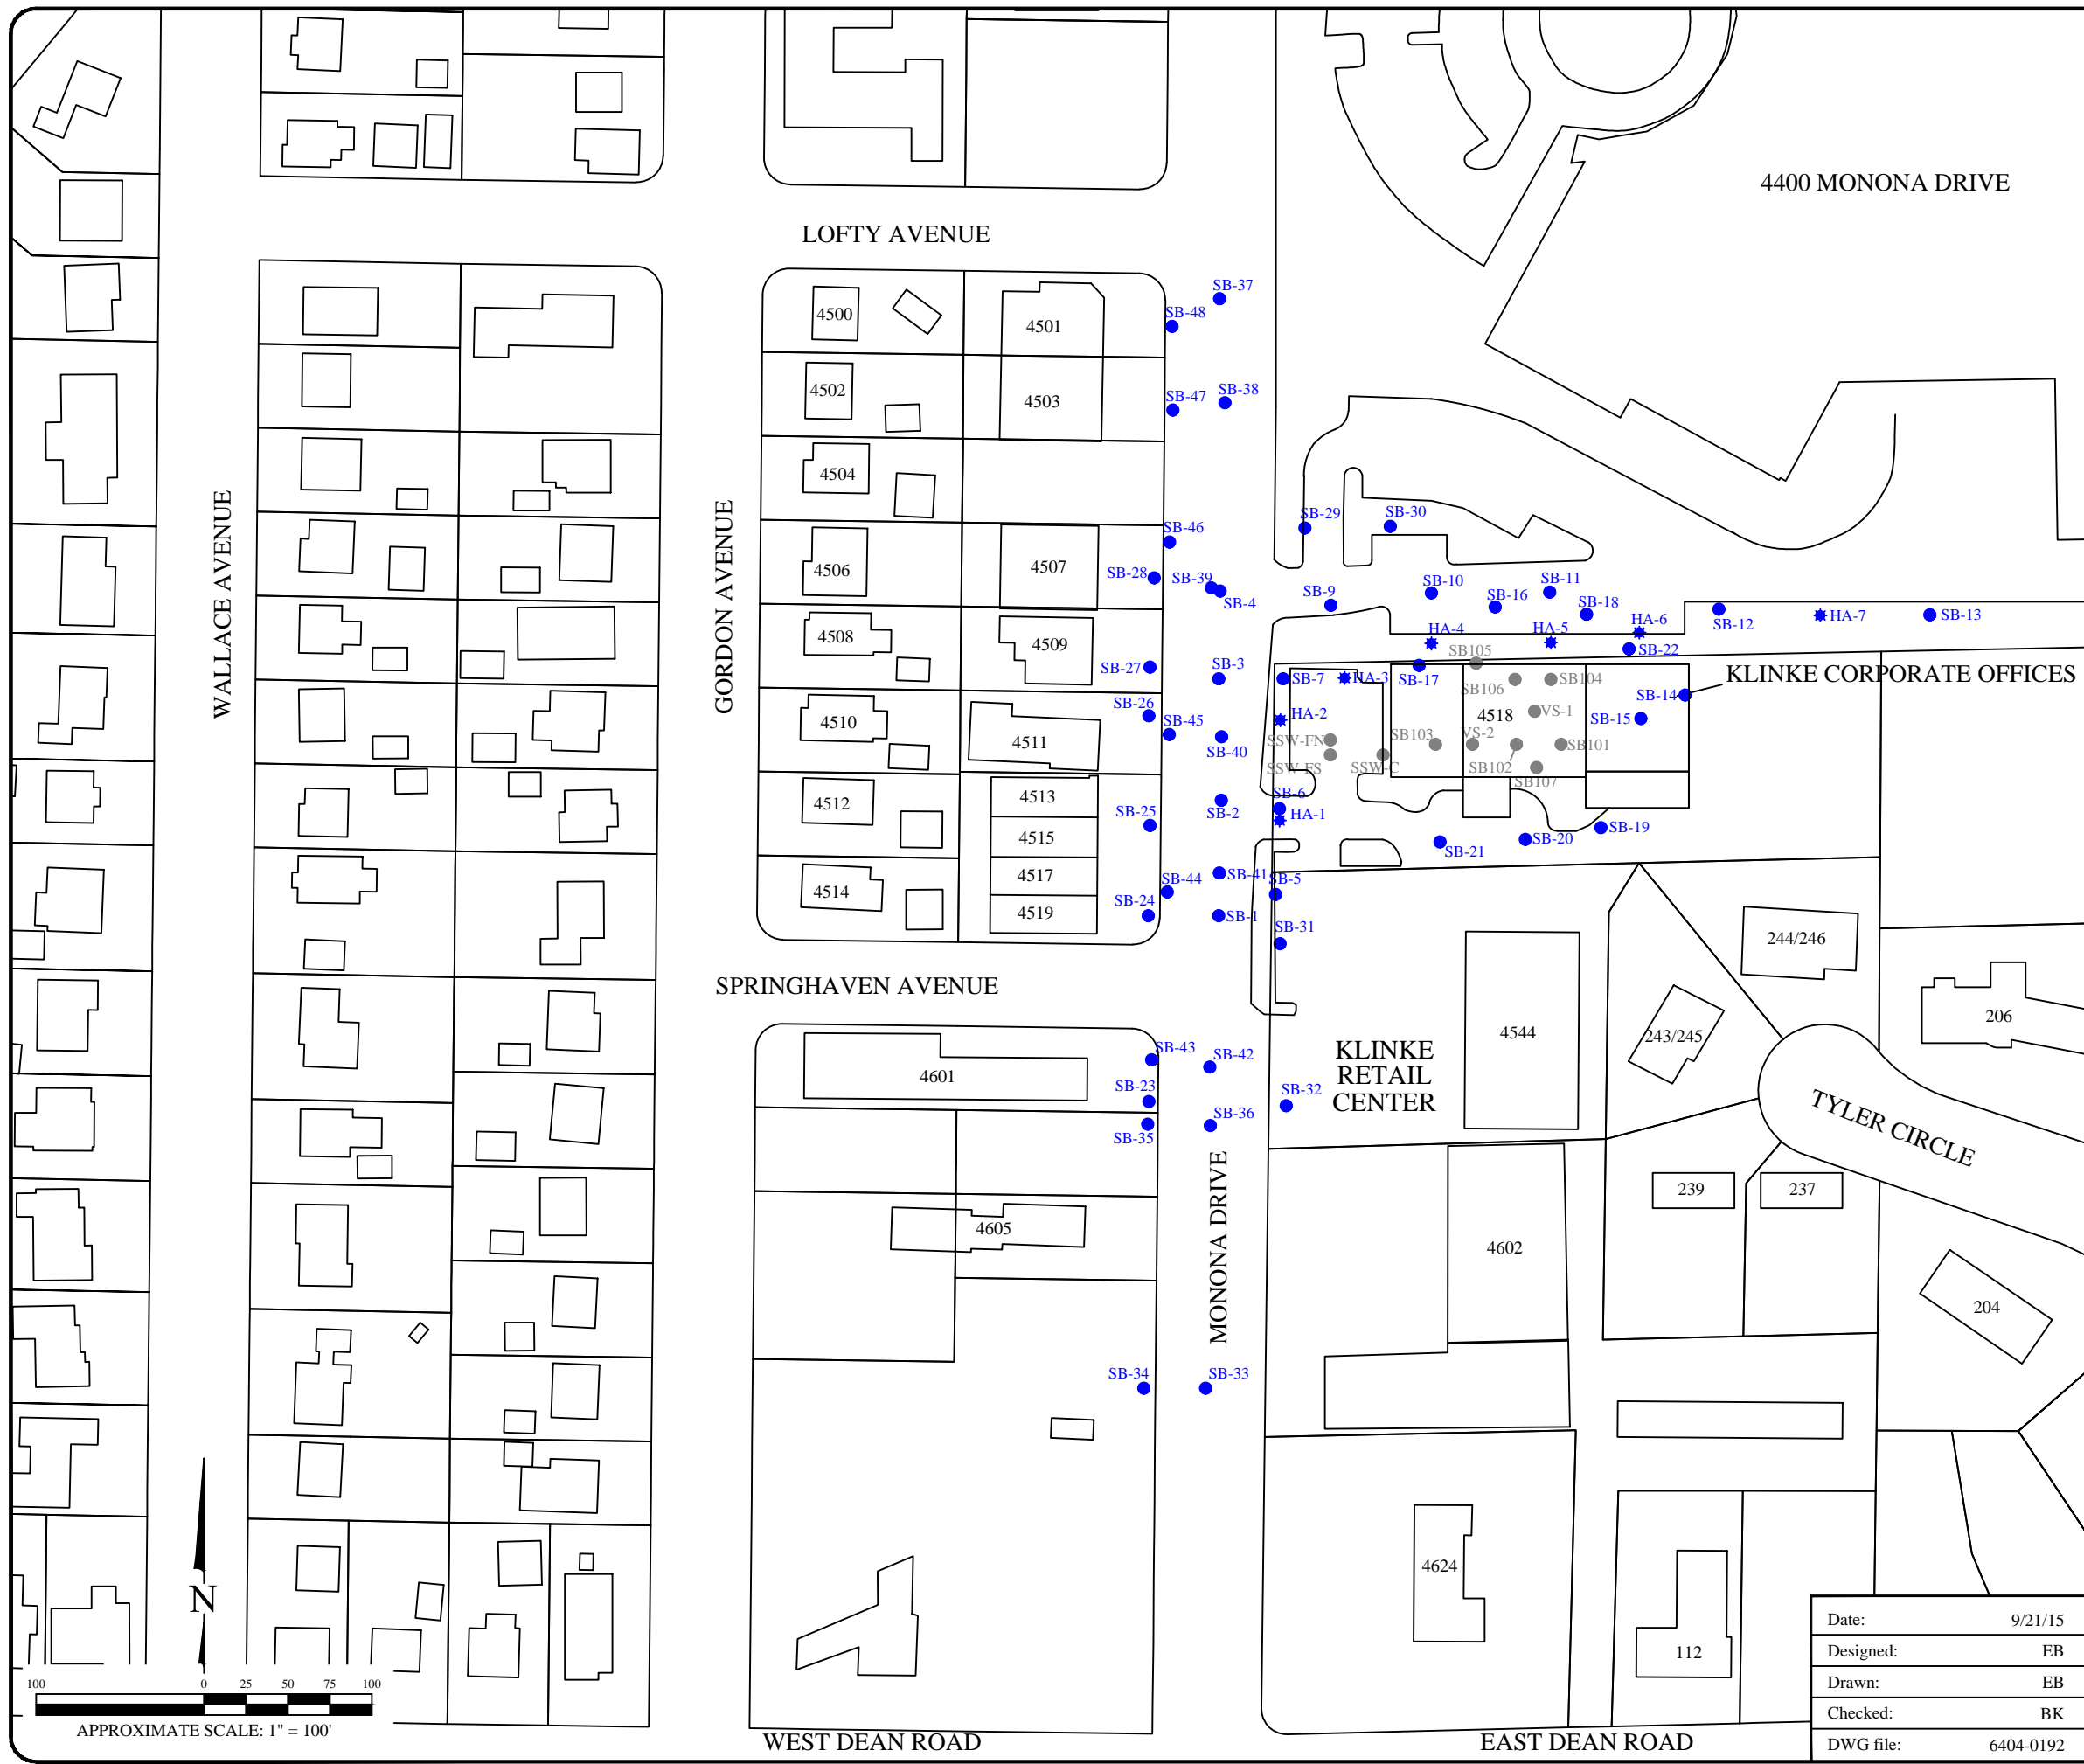 4400 MONONA DRIVE
LOFTY AVENUE
SB-37
4500
4501
SB-48
4502
4503
SB-47
SB-38
4504
WALLACE AVENUE
GORDON AVENUE
SB-29
SB-30
SB-46
4506
4507
SB-28
SB-39
SB-4
SB-9
SB-10
SB-16
SB-11
SB-18
HA-6
SB-12
HA-7
SB-13
4508
4509
HA-4
HA-5
SB105
SB-22
SB-27
SB-3
SB-7
HA-3
SB-17
SB106
SB104
KLINKE CORPORATE OFFICES
SB-14
4510
SB-26
SB-45
HA-2
4518
VS-1
SB-15
4511
SB-40
SSW-FN
SB103
VS-2
SB101
SSW-FS
SSW-C
SB102
SB107
4512
4513
SB-25
SB-2
SB-6
HA-1
4515
SB-21
SB-20
SB-19
4514
4517
SB-44
SB-41
SB-5
4519
SB-24
SB-1
SB-31
244/246
SPRINGHAVEN AVENUE
206
4544
243/245
4601
SB-43
SB-42
KLINKE
RETAIL
CENTER
SB-23
SB-32
SB-36
SB-35
TYLER CIRCLE
MONONA DRIVE
239
237
4605
4602
204
SB-34
SB-33
4624
112
N
100 0 25 50 75 100
APPROXIMATE SCALE: 1" = 100'
WEST DEAN ROAD
EAST DEAN ROAD
Date: 9/21/15
Designed: EB
Drawn: EB
Checked: BK
DWG file: 6404-0192